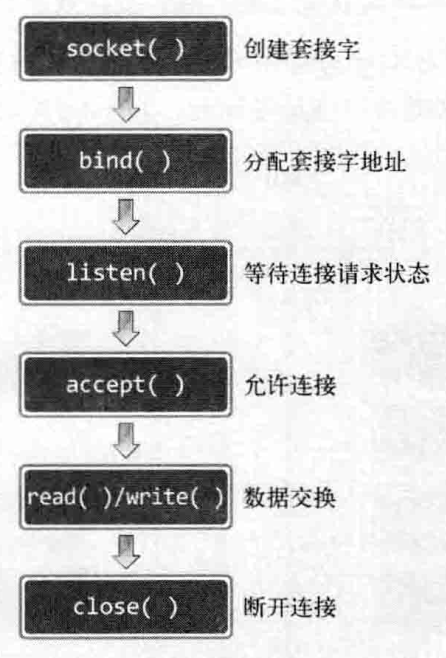 socket( ) 创建套接字
bind( ) 分配套接字地址
listen( ) 等待连接请求状态
accept( ) 允许连接
read( )/write( ) 数据交换
close( ) 断开连接